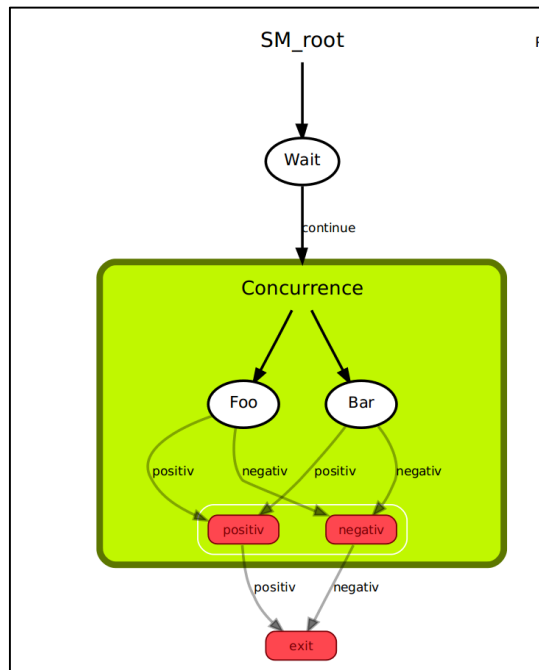 SM_root
Wait
continue
Concurrence
Foo
Bar
positiv
negativ
positiv
negativ
positiv
negativ
positiv
negativ
exit